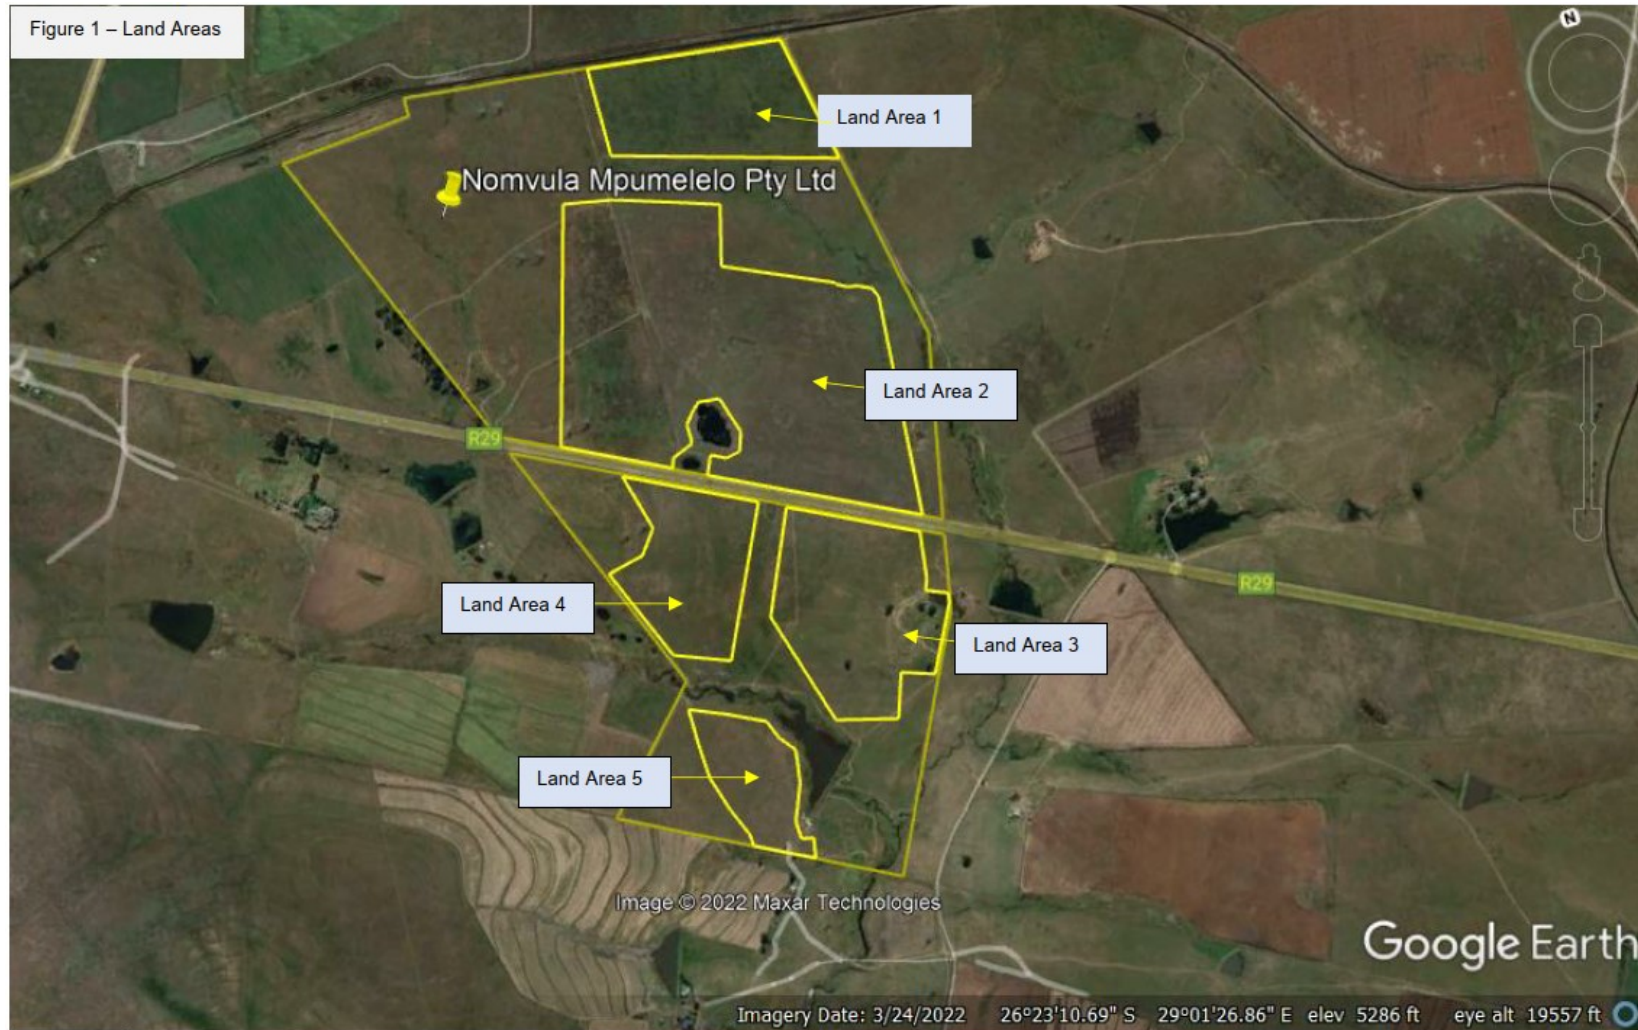 Figure 1 – Land Areas
N
Land Area 1
Nomvula Mpumelelo Pty Ltd
Land Area 2
R29
Land Area 4
R29
Land Area 3
Land Area 5
Image © 2022 Maxar Technologies
Google Earth
Imagery Date: 3/24/2022 26°23'10.69" S 29°01'26.86" E elev 5286 ft eye alt 19557 ft